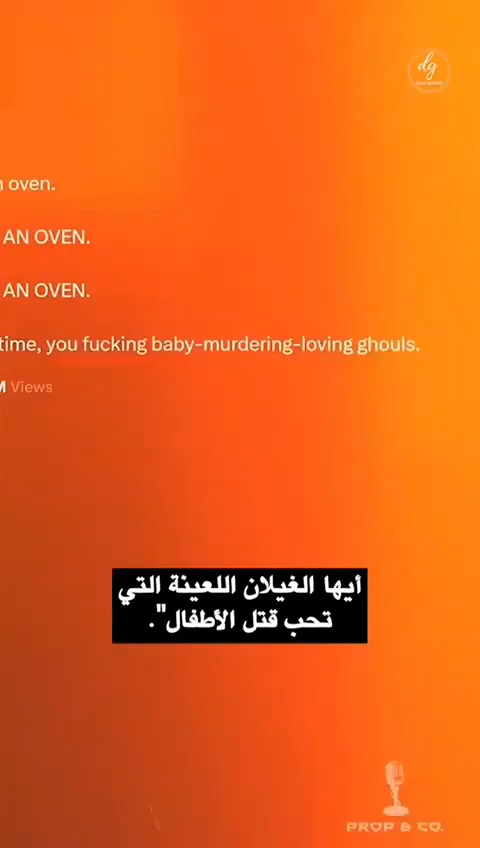 dg
oven.
AN OVEN.
AN OVEN.
time, you fucking baby-murdering-loving ghouls.
Views
أيها الغيلان اللعينة التي
تحب قتل الأطفال".
PROP & CO.